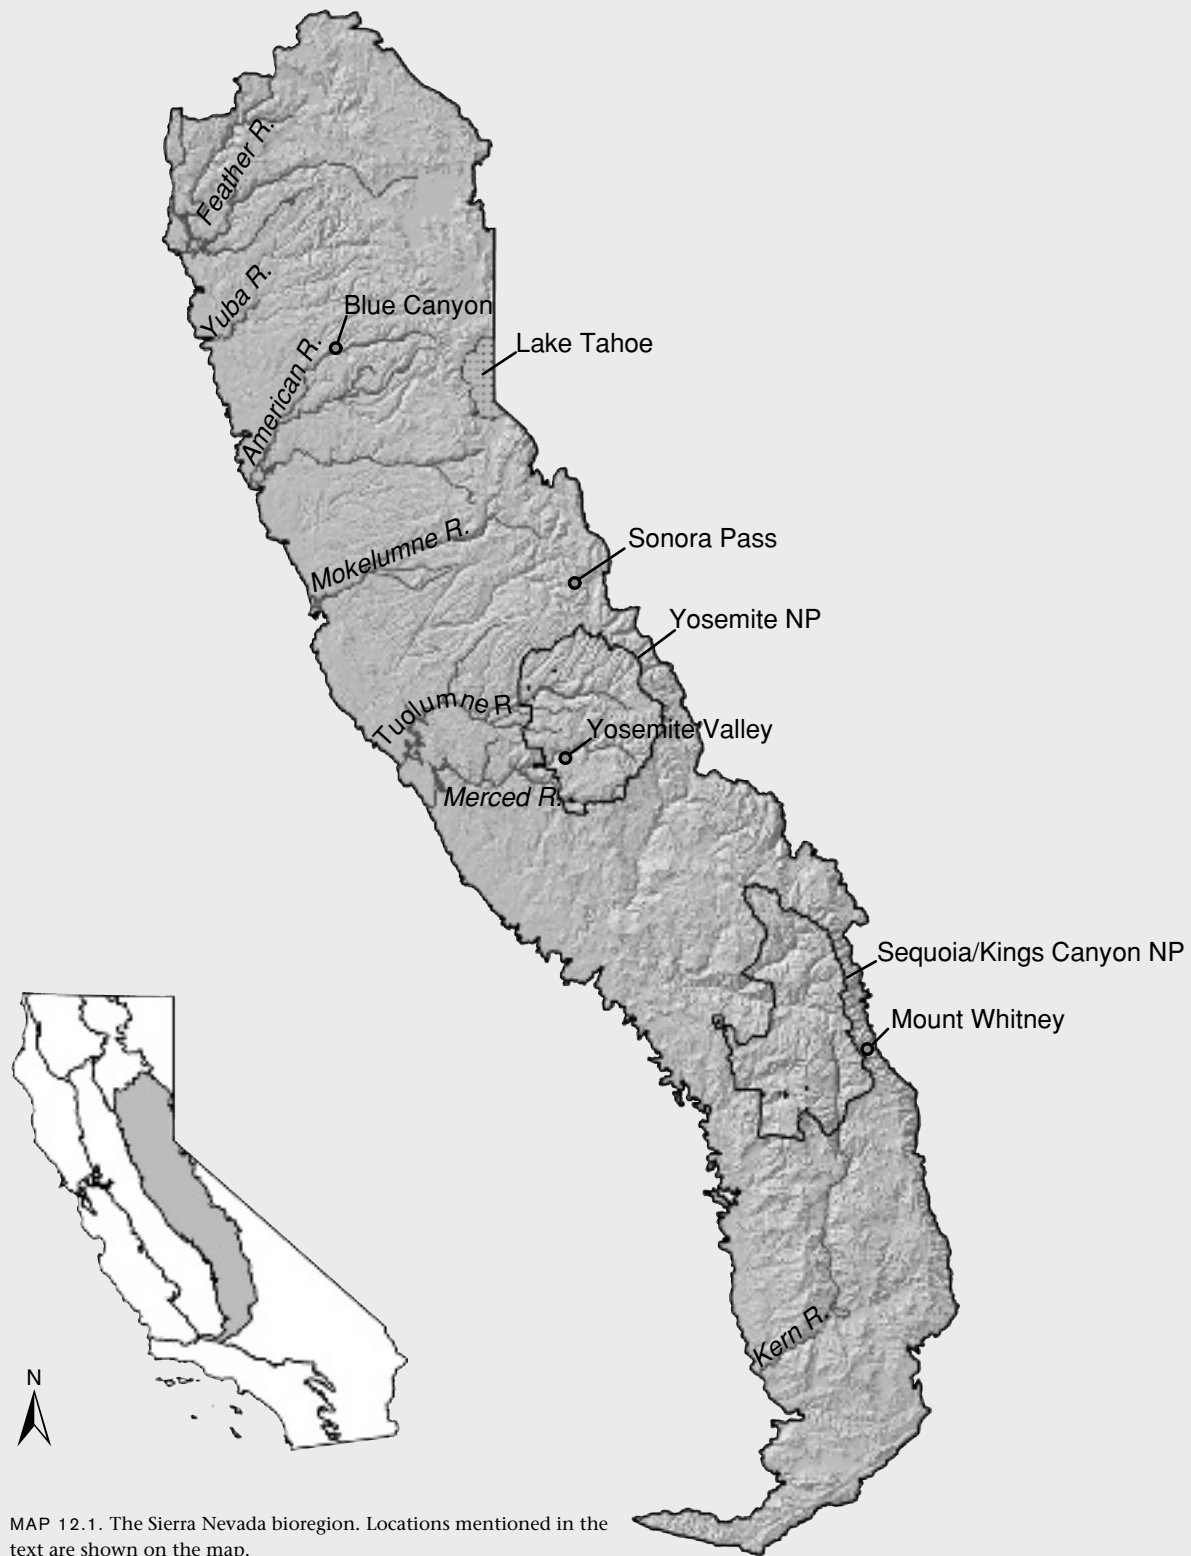 Feather R.
Yuba R.
Blue Canyon
American R.
Lake Tahoe
Mokelumne R.
Sonora Pass
Yosemite NP
Tuolumne R
Yosemite Valley
Merced R.
Sequoia/Kings Canyon NP
Mount Whitney
Kern R.
N
MAP 12.1. The Sierra Nevada bioregion. Locations mentioned in the
text are shown on the map.